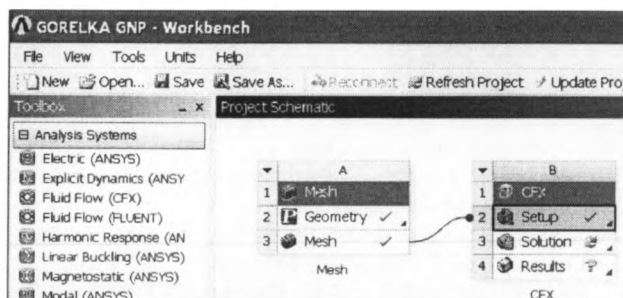 GORELKA GNP - Workbench
File View Tools Units Help
New Open... Save Save As... Reconnect Refresh Project Update Pro
Toolbox
Project Schematic
Analysis Systems
Electric (ANSYS)
Explicit Dynamics (ANSY
Fluid Flow (CFX)
Fluid Flow (FLUENT)
Harmonic Response (AN
Linear Buckling (ANSYS)
Magnetostatic (ANSYS)
Modal (ANSYS)
A
1 Mesh
2 Geometry
3 Mesh
Mesh
B
1 CFX
2 Setup
3 Solution
4 Results
CFX